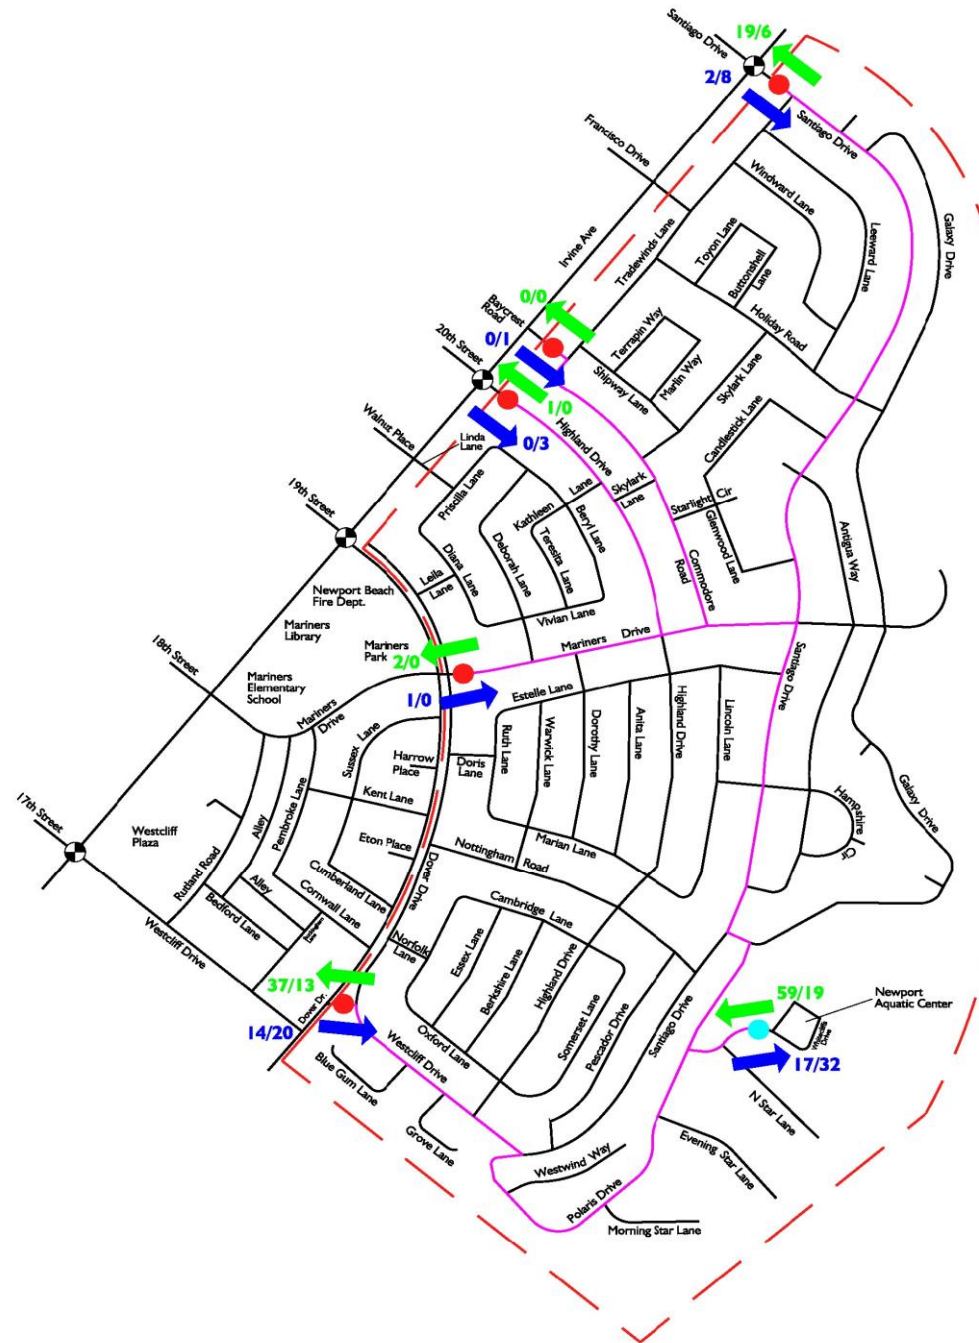 Santiago Drive
19/6
2/8
Santiago Drive
Francisco Drive
Windward Lane
Galaxy Drive
Irvine Ave
Tradewinds Lane
Toyon Lane
Buttonshell
Lane
Leeward Lane
0/0
Baycrest
Road
Holiday Road
0/1
20th Street
Terrapin Way
Marlin Way
Shipway Lane
Skylark Lane
1/0
Walnut Place
Linda
Lane
0/3
Highland Drive
Candlestick Lane
19th Street
Priscilla Lane
Kathleen
Lane
Skylark
Lane
Starlight Cir
Beryl Lane
Glenwood Lane
Antigua Way
Deborah Lane
Teresita Lane
Diana Lane
Leila
Lane
Commodore
Road
Newport Beach
Fire Dept.
Vivian Lane
Mariners
Library
Mariners
Park
Mariners Drive
2/0
18th Street
Santiago Drive
Mariners
Elementary
School
1/0
Estelle Lane
Mariners
Drive
Sussex Lane
Ruth Lane
Warwick Lane
Dorothy Lane
Anita Lane
Highland Drive
Lincoln Lane
Harrow
Place
Doris
Lane
17th Street
Kent Lane
Pembroke Lane
Westcliff
Plaza
Alley
Eton Place
Nottingham Road
Marian Lane
Hampshire
Cir
Galaxy Drive
Rutland Road
Alley
Dover Drive
Cumberland Lane
Cornwall Lane
Bedford Lane
Cambridge Lane
Westcliff Drive
Norfolk
Lane
Essex Lane
Berkshire Lane
Highland Drive
37/13
Dover Dr.
14/20
Oxford Lane
Somerset Lane
Pescador Drive
Santiago Drive
59/19
Newport
Aquatic Center
Westcliff Drive
17/32
Blue Gum Lane
N Star Lane
Grove Lane
Evening Star Lane
Westwind Way
Polaris Drive
Morning Star Lane